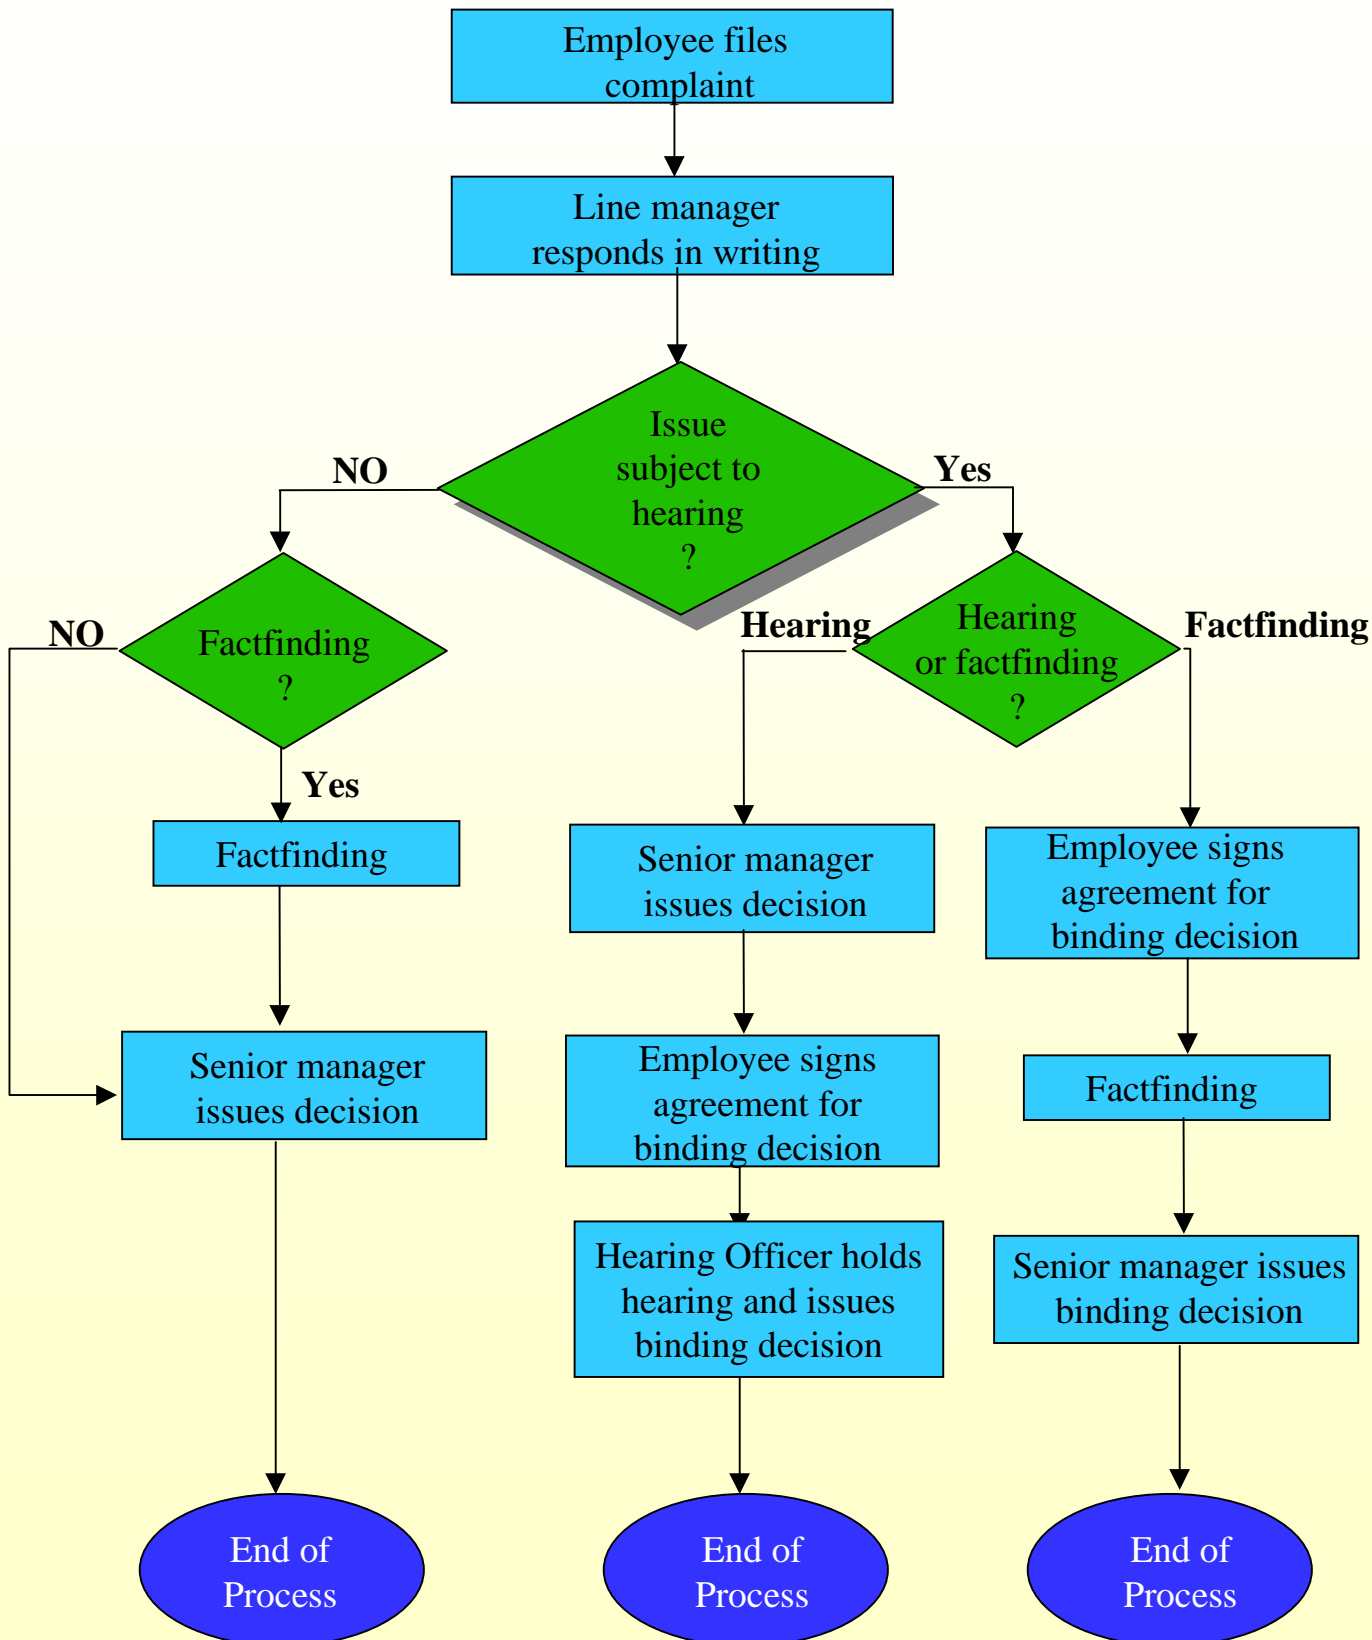 Employee files
complaint
Line manager
responds in writing
Issue
subject to
hearing
?
NO
Yes
Factfinding
?
NO
Yes
Hearing
or factfinding
?
Hearing
Factfinding
Factfinding
Senior manager
issues decision
End of
Process
Senior manager
issues decision
Employee signs
agreement for
binding decision
Hearing Officer holds
hearing and issues
binding decision
End of
Process
Employee signs
agreement for
binding decision
Factfinding
Senior manager issues
binding decision
End of
Process